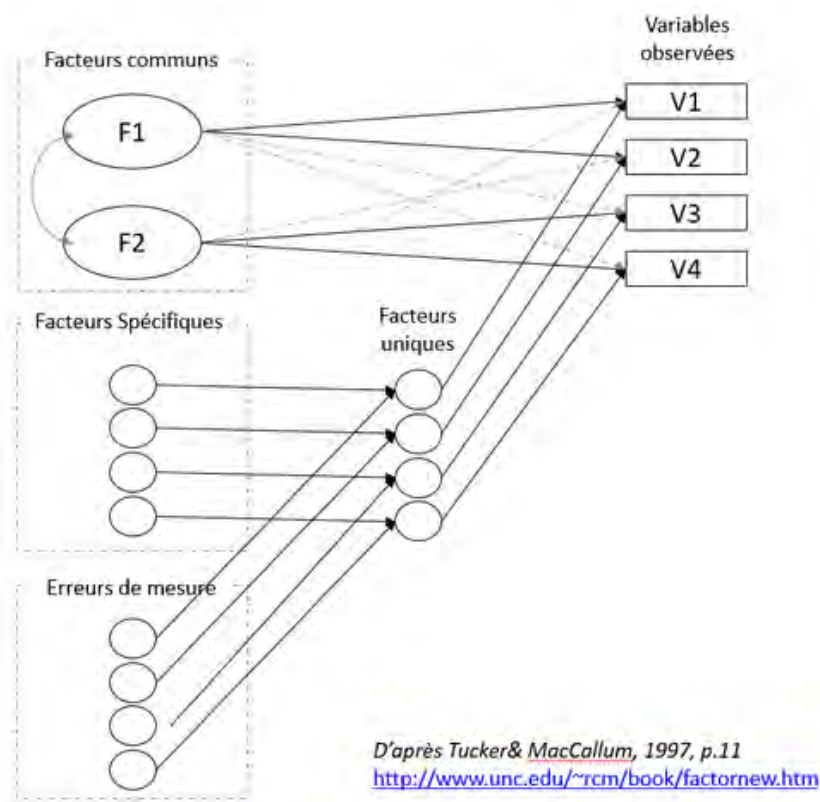 Variables
observées
Facteurs communs
F1
F2
V1
V2
V3
V4
Facteurs Spécifiques
Facteurs
uniques
Erreurs de mesure
D'après Tucker& MacCallum, 1997, p.11
http://www.unc.edu/~rcm/book/factornew.htm